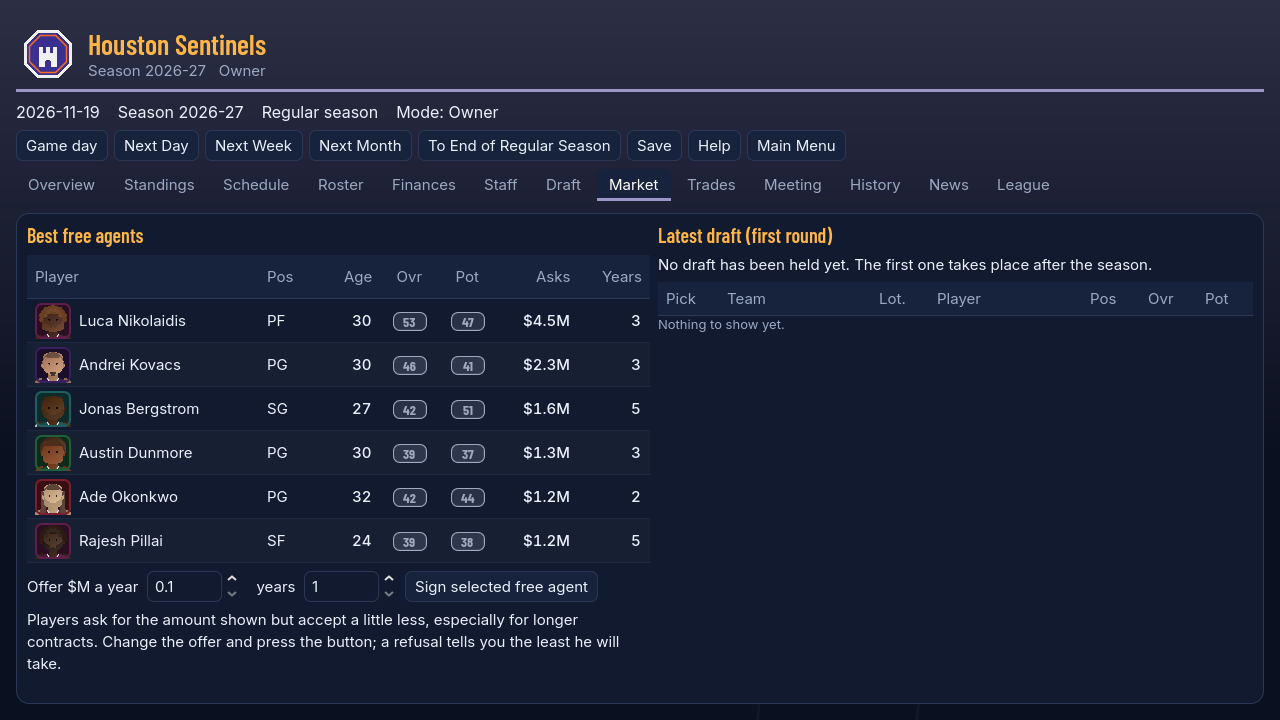 Houston Sentinels
Season 2026-27 Owner
2026-11-19 Season 2026-27 Regular season Mode: Owner
Game day Next Day Next Week Next Month To End of Regular Season Save Help Main Menu
Overview Standings Schedule Roster Finances Staff Draft Market Trades Meeting History News League
Best free agents
Player Pos Age Ovr Pot Asks Years
Luca Nikolaidis PF 30 53 47 $4.5M 3
Andrei Kovacs PG 30 46 41 $2.3M 3
Jonas Bergstrom SG 27 42 51 $1.6M 5
Austin Dunmore PG 30 39 37 $1.3M 3
Ade Okonkwo PG 32 42 44 $1.2M 2
Rajesh Pillai SF 24 39 38 $1.2M 5
Offer $M a year 0.1 years 1 Sign selected free agent
Players ask for the amount shown but accept a little less, especially for longer
contracts. Change the offer and press the button; a refusal tells you the least he will
take.
Latest draft (first round)
No draft has been held yet. The first one takes place after the season.
Pick Team Lot. Player Pos Ovr Pot
Nothing to show yet.